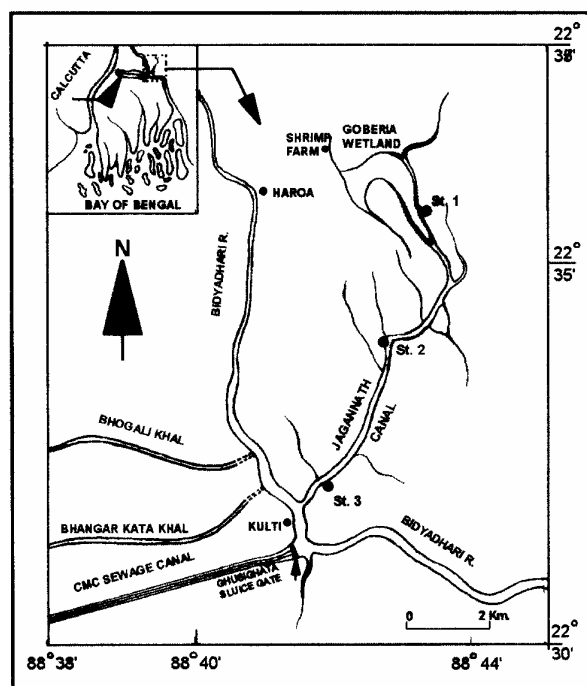 22°
38'
CALCUTTA
BAY OF BENGAL
SHRIMP
FARM
GOBERIA
WETLAND
HAROA
St. 1
22°
35'
N
BIDYADHARI R.
St. 2
JAGANNATH
CANAL
BHOGALI KHAL
St. 3
BHANGAR KATA KHAL
KULTI
BIDYADHARI R.
CMC SEWAGE CANAL
GHUSIGHATA
SLUICE GATE
0 2 Km.
22°
30'
88° 38'
88° 40'
88° 44'